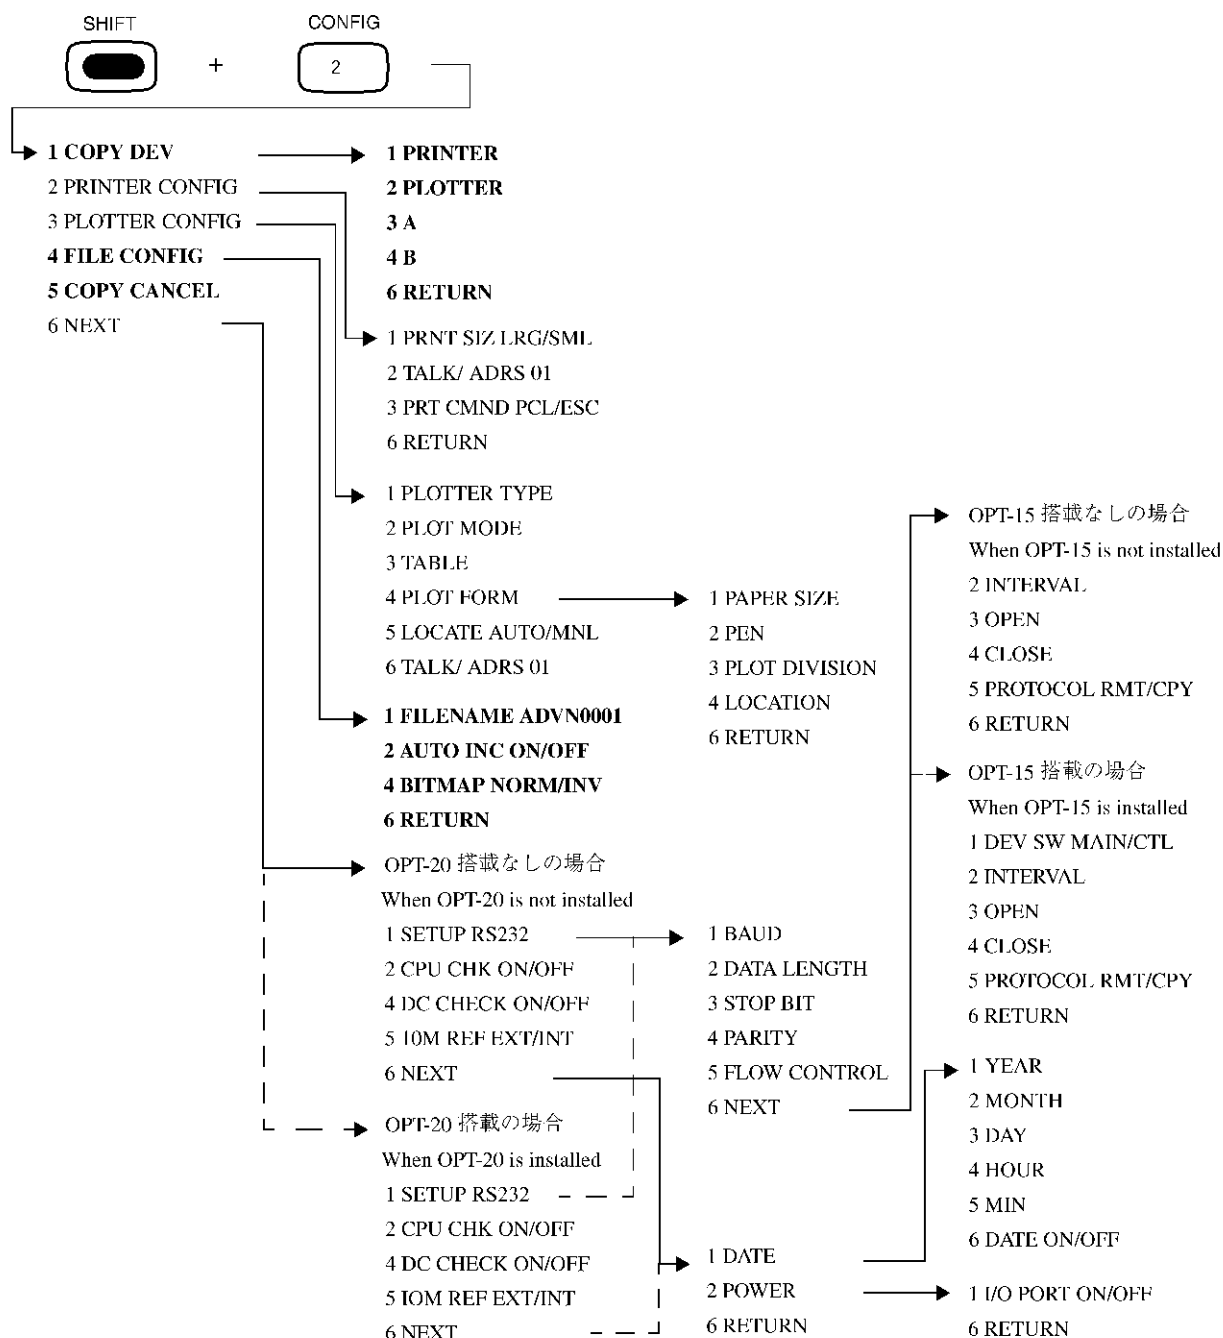 SHIFT
CONFIG
+
2
1 COPY DEV
2 PRINTER CONFIG
3 PLOTTER CONFIG
4 FILE CONFIG
5 COPY CANCEL
6 NEXT
1 PRINTER
2 PLOTTER
3 A
4 B
6 RETURN
1 PRNT SIZ LRG/SML
2 TALK/ ADRS 01
3 PRT CMND PCL/ESC
6 RETURN
1 PLOTTER TYPE
2 PLOT MODE
3 TABLE
4 PLOT FORM
5 LOCATE AUTO/MNL
6 TALK/ ADRS 01
1 PAPER SIZE
2 PEN
3 PLOT DIVISION
4 LOCATION
6 RETURN
1 FILENAME ADVN0001
2 AUTO INC ON/OFF
4 BITMAP NORM/INV
6 RETURN
OPT-20 搭載なしの場合
When OPT-20 is not installed
1 SETUP RS232
2 CPU CHK ON/OFF
4 DC CHECK ON/OFF
5 10M REF EXT/INT
6 NEXT
OPT-20 搭載の場合
When OPT-20 is installed
1 SETUP RS232
2 CPU CHK ON/OFF
4 DC CHECK ON/OFF
5 IOM REF EXT/INT
6 NEXT
1 BAUD
2 DATA LENGTH
3 STOP BIT
4 PARITY
5 FLOW CONTROL
6 NEXT
OPT-15 搭載なしの場合
When OPT-15 is not installed
2 INTERVAL
3 OPEN
4 CLOSE
5 PROTOCOL RMT/CPY
6 RETURN
OPT-15 搭載の場合
When OPT-15 is installed
1 DEV SW MAIN/CTL
2 INTERVAL
3 OPEN
4 CLOSE
5 PROTOCOL RMT/CPY
6 RETURN
1 DATE
2 POWER
6 RETURN
1 YEAR
2 MONTH
3 DAY
4 HOUR
5 MIN
6 DATE ON/OFF
1 I/O PORT ON/OFF
6 RETURN